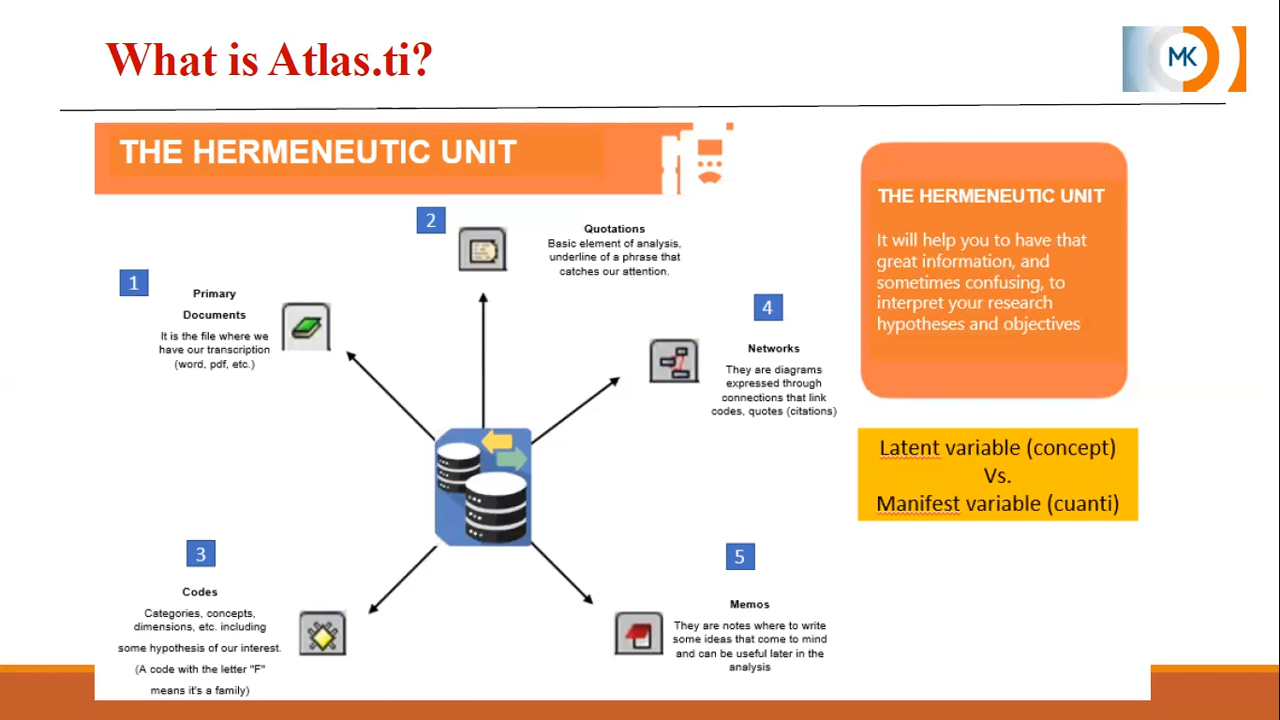 What is Atlas.ti?
MK
THE HERMENEUTIC UNIT
1
Primary
Documents
It is the file where we
have our transcription
(word, pdf, etc.)
2
Quotations
Basic element of analysis,
underline of a phrase that
catches our attention.
3
Codes
Categories, concepts,
dimensions, etc. including
some hypothesis of our interest.
(A code with the letter "F"
means it's a family)
4
Networks
They are diagrams
expressed through
connections that link
codes, quotes (citations)
5
Memos
They are notes where to write
some ideas that come to mind
and can be useful later in the
analysis
THE HERMENEUTIC UNIT
It will help you to have that
great information, and
sometimes confusing, to
interpret your research
hypotheses and objectives
Latent variable (concept)
Vs.
Manifest variable (cuanti)